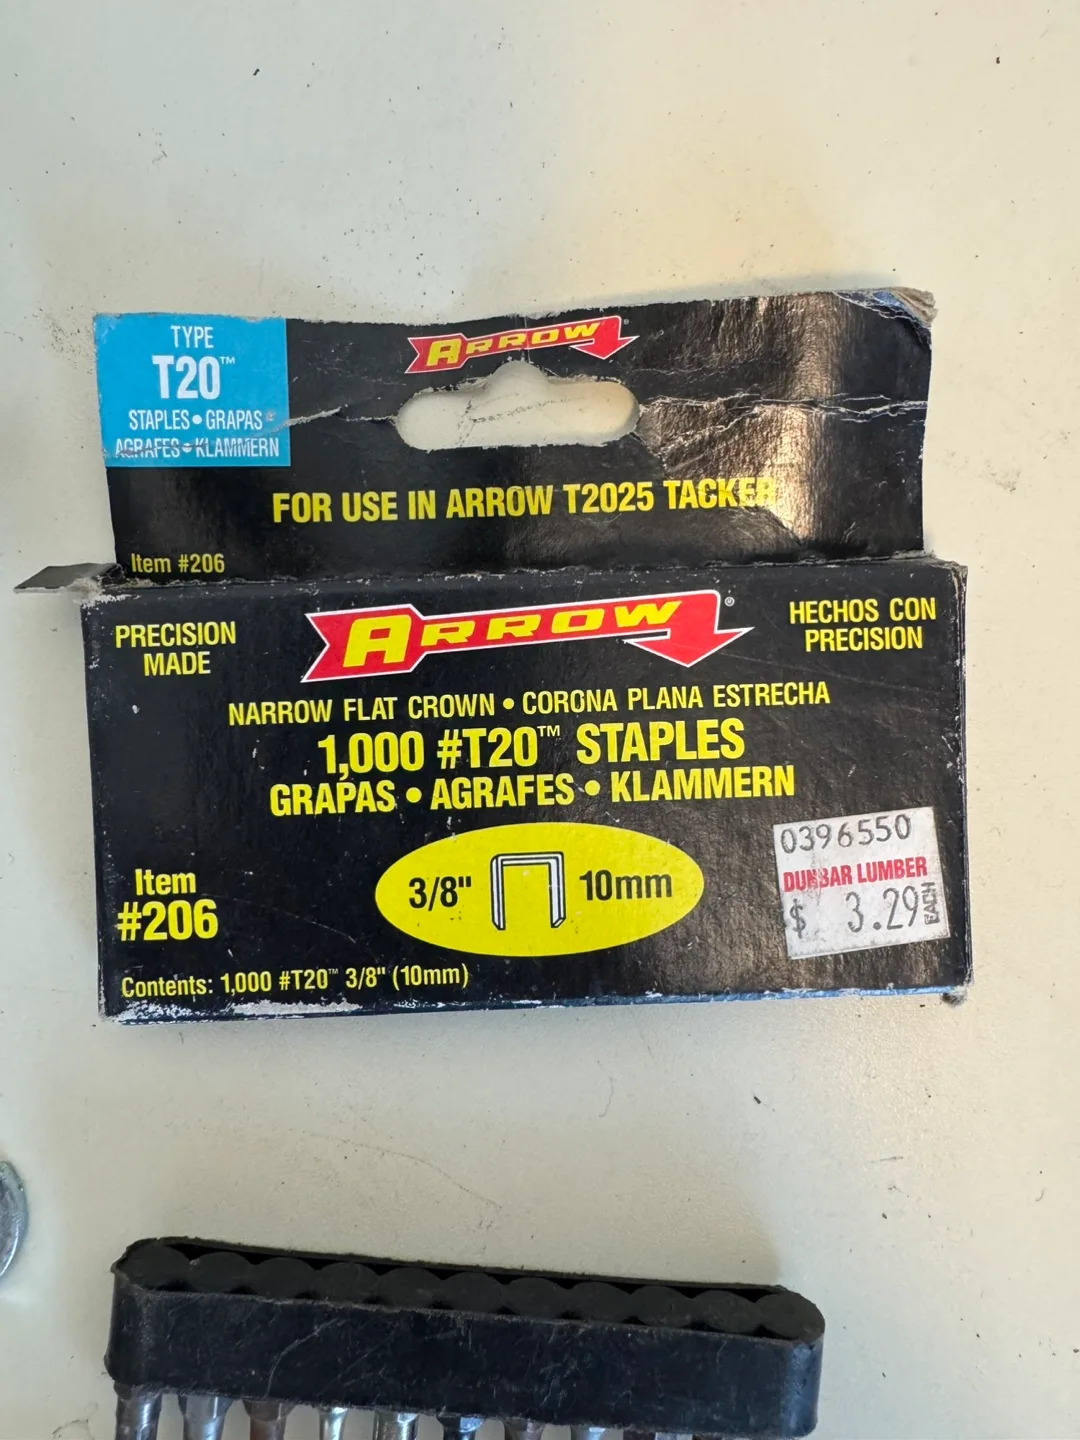 TYPE
T20™
STAPLES • GRAPAS
AGRAFES • KLAMMERN
ARROW®
FOR USE IN ARROW T2025 TACKER
Item #206
PRECISION
MADE
ARROW®
HECHOS CON
PRECISION
NARROW FLAT CROWN • CORONA PLANA ESTRECHA
1,000 #T20™ STAPLES
GRAPAS • AGRAFES • KLAMMERN
Item
#206
3/8" 10mm
0396550
DUNBAR LUMBER
$ 3.29 EACH
Contents: 1,000 #T20™ 3/8" (10mm)